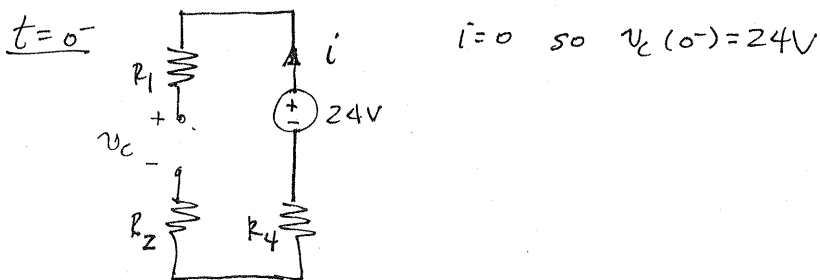 t=0⁻ i i=0 so v_c(0⁻)=24V
R₁
+ + 24V
v_c -
-
R₂ R₄